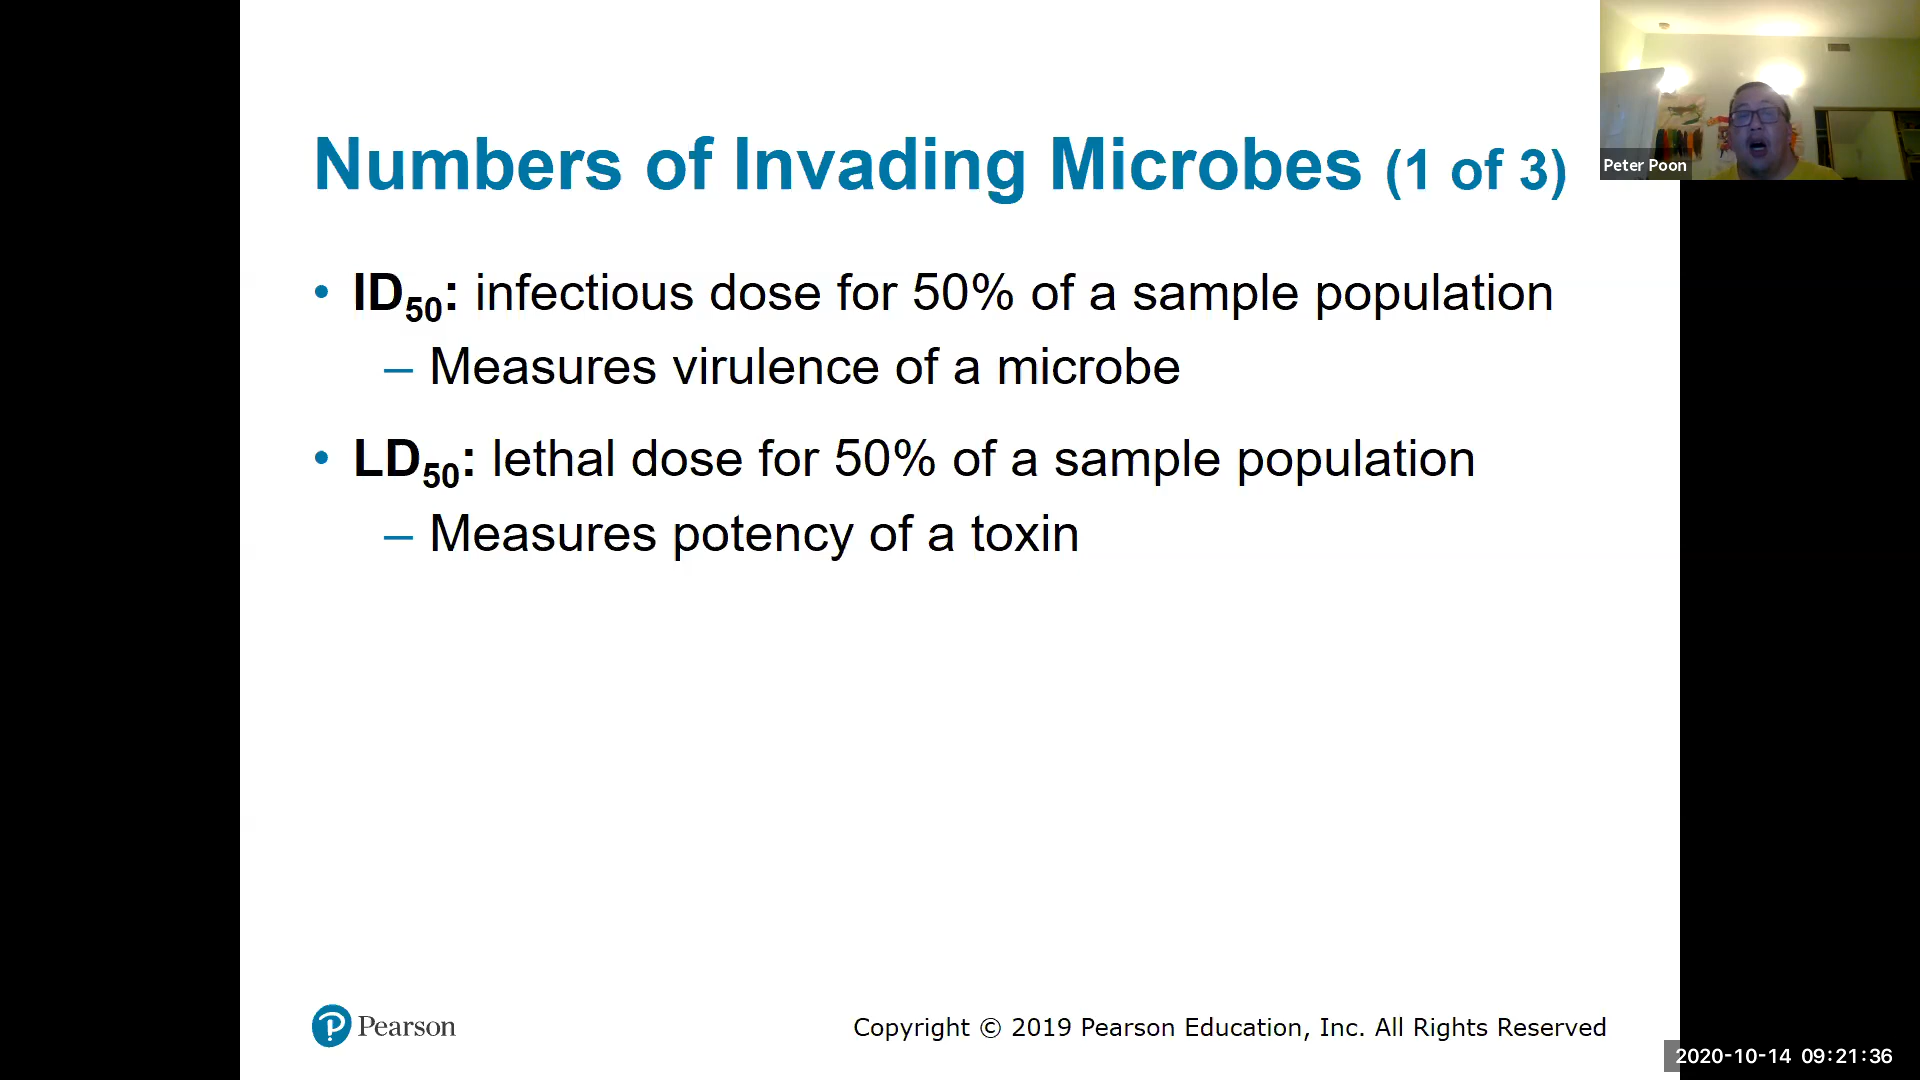 Numbers of Invading Microbes (1 of 3)
Peter Poon
• ID50: infectious dose for 50% of a sample population
– Measures virulence of a microbe
• LD50: lethal dose for 50% of a sample population
– Measures potency of a toxin
Pearson
Copyright © 2019 Pearson Education, Inc. All Rights Reserved
2020-10-14 09:21:36